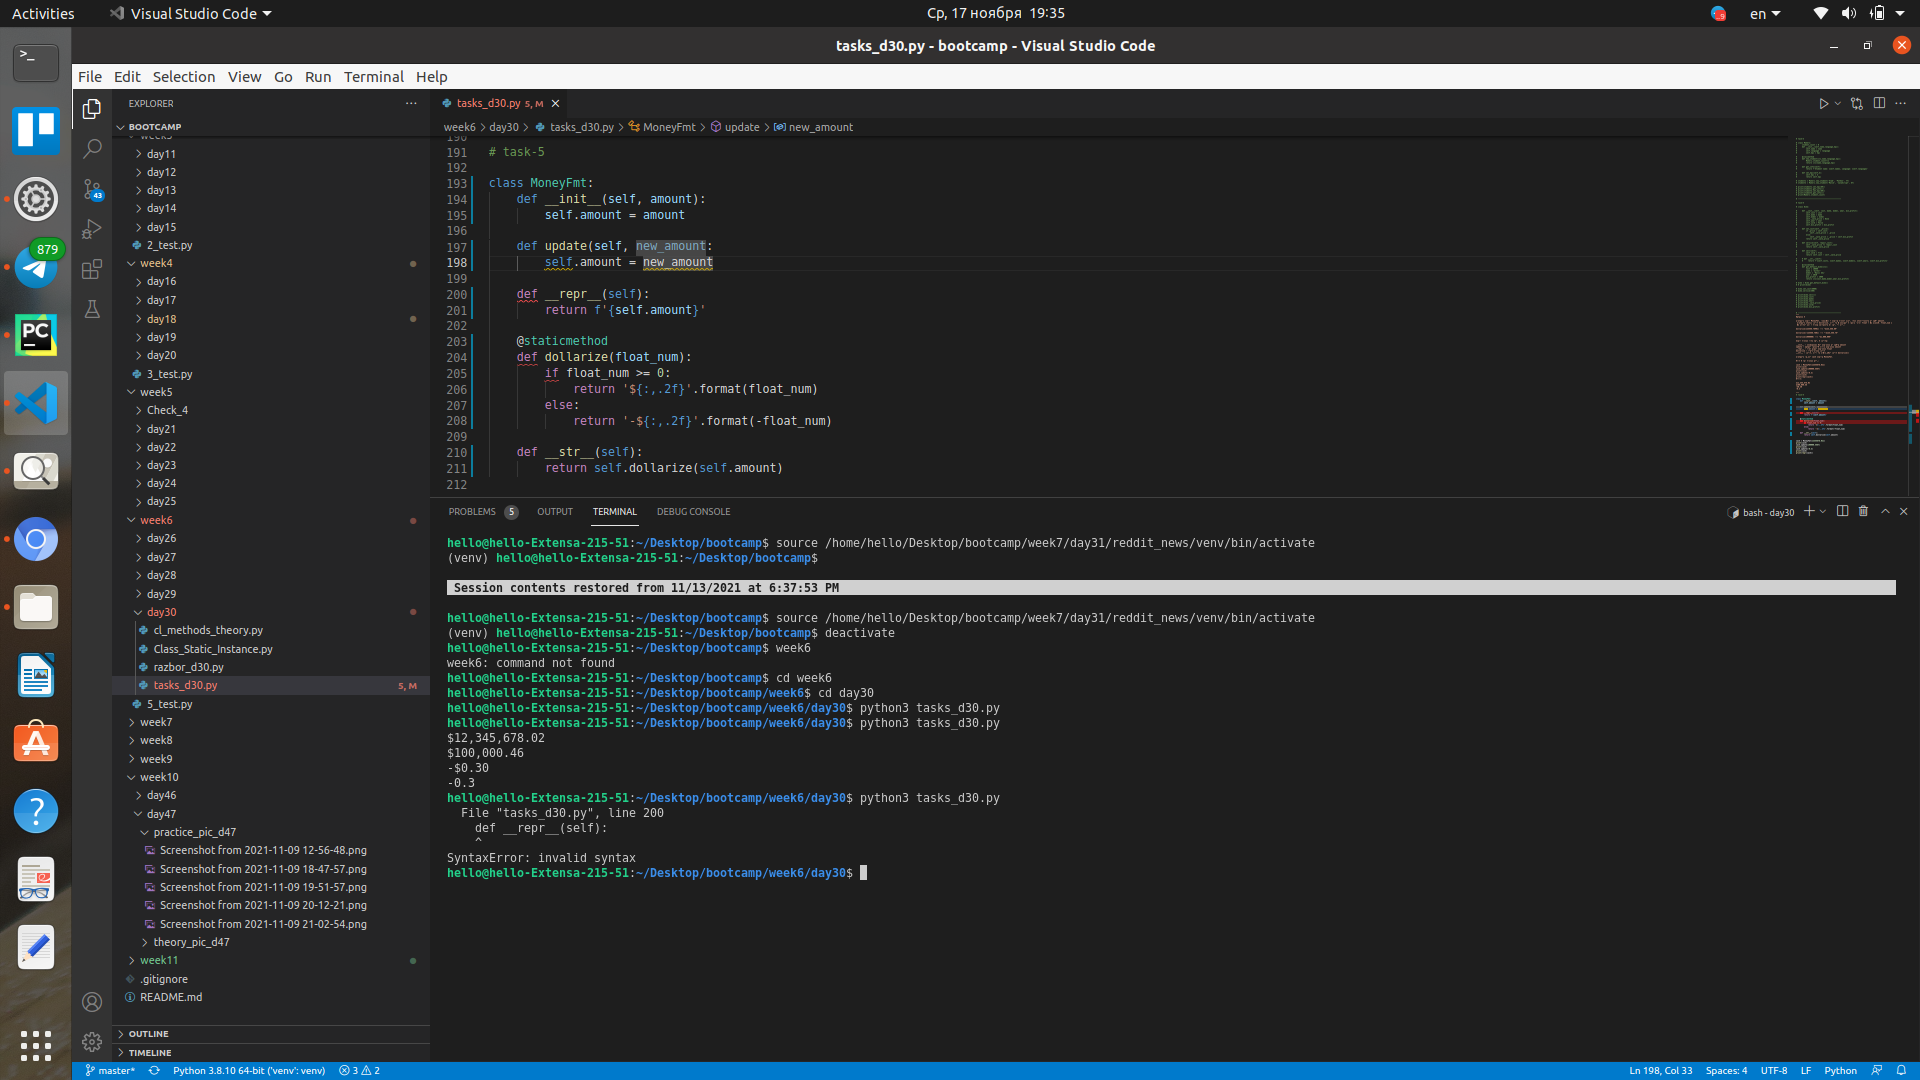 Activities
Visual Studio Code
Ср, 17 ноября 19:35
en
tasks_d30.py - bootcamp - Visual Studio Code
File Edit Selection View Go Run Terminal Help
EXPLORER
BOOTCAMP
day11
day12
day13
day14
day15
2_test.py
week4
day16
day17
day18
day19
day20
3_test.py
week5
Check_4
day21
day22
day23
day24
day25
week6
day26
day27
day28
day29
day30
cl_methods_theory.py
Class_Static_Instance.py
razbor_d30.py
tasks_d30.py 5, M
5_test.py
week7
week8
week9
week10
day46
day47
practice_pic_d47
Screenshot from 2021-11-09 12-56-48.png
Screenshot from 2021-11-09 18-47-57.png
Screenshot from 2021-11-09 19-51-57.png
Screenshot from 2021-11-09 20-12-21.png
Screenshot from 2021-11-09 21-02-54.png
theory_pic_d47
week11
.gitignore
README.md
OUTLINE
TIMELINE
879
43
PC
tasks_d30.py 5, M
week6 > day30 > tasks_d30.py > MoneyFmt > update > new_amount
190
191 # task-5
192
193 class MoneyFmt:
194 def __init__(self, amount):
195 self.amount = amount
196
197 def update(self, new_amount:
198 self.amount = new_amount
199
200 def __repr__(self):
201 return f'{self.amount}'
202
203 @staticmethod
204 def dollarize(float_num):
205 if float_num >= 0:
206 return '${:,.2f}'.format(float_num)
207 else:
208 return '-${:,.2f}'.format(-float_num)
209
210 def __str__(self):
211 return self.dollarize(self.amount)
212
PROBLEMS 5 OUTPUT TERMINAL DEBUG CONSOLE
bash - day30
hello@hello-Extensa-215-51:~/Desktop/bootcamp$ source /home/hello/Desktop/bootcamp/week7/day31/reddit_news/venv/bin/activate
(venv) hello@hello-Extensa-215-51:~/Desktop/bootcamp$
Session contents restored from 11/13/2021 at 6:37:53 PM
hello@hello-Extensa-215-51:~/Desktop/bootcamp$ source /home/hello/Desktop/bootcamp/week7/day31/reddit_news/venv/bin/activate
(venv) hello@hello-Extensa-215-51:~/Desktop/bootcamp$ deactivate
hello@hello-Extensa-215-51:~/Desktop/bootcamp$ week6
week6: command not found
hello@hello-Extensa-215-51:~/Desktop/bootcamp$ cd week6
hello@hello-Extensa-215-51:~/Desktop/bootcamp/week6$ cd day30
hello@hello-Extensa-215-51:~/Desktop/bootcamp/week6/day30$ python3 tasks_d30.py
hello@hello-Extensa-215-51:~/Desktop/bootcamp/week6/day30$ python3 tasks_d30.py
$12,345,678.02
$100,000.46
-$0.30
-0.3
hello@hello-Extensa-215-51:~/Desktop/bootcamp/week6/day30$ python3 tasks_d30.py
File "tasks_d30.py", line 200
def __repr__(self):
^
SyntaxError: invalid syntax
hello@hello-Extensa-215-51:~/Desktop/bootcamp/week6/day30$
master* Python 3.8.10 64-bit ('venv': venv) 3 2
Ln 198, Col 33 Spaces: 4 UTF-8 LF Python